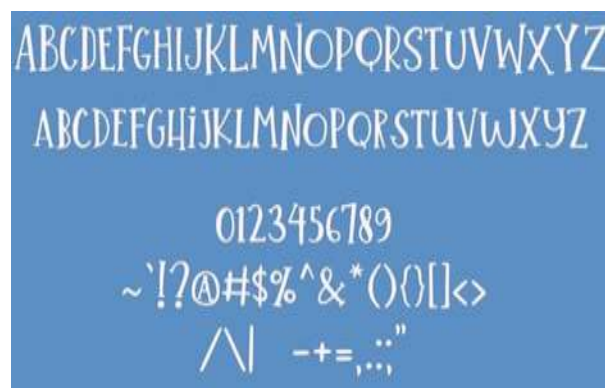 ABCDEFGHIJKLMNOPQRSTUVWXYZ
ABCDEFGHiJKLMNOPQRSTUVWXYZ
0123456789
~`!?@#$%^&*(){}[]<>
/\| -+=,.:;"